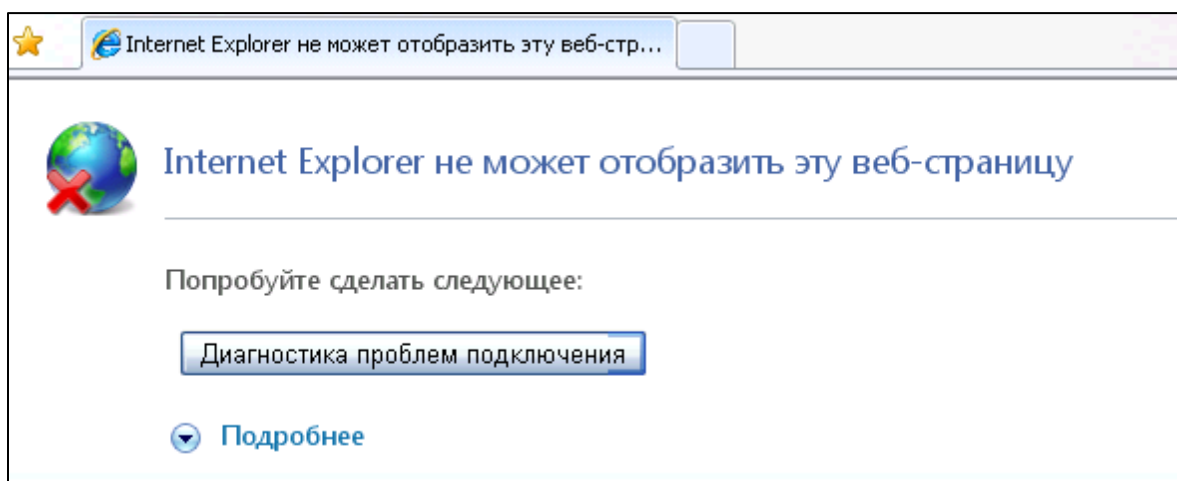 Internet Explorer не может отобразить эту веб-стр...
Internet Explorer не может отобразить эту веб-страницу
Попробуйте сделать следующее:
Диагностика проблем подключения
Подробнее